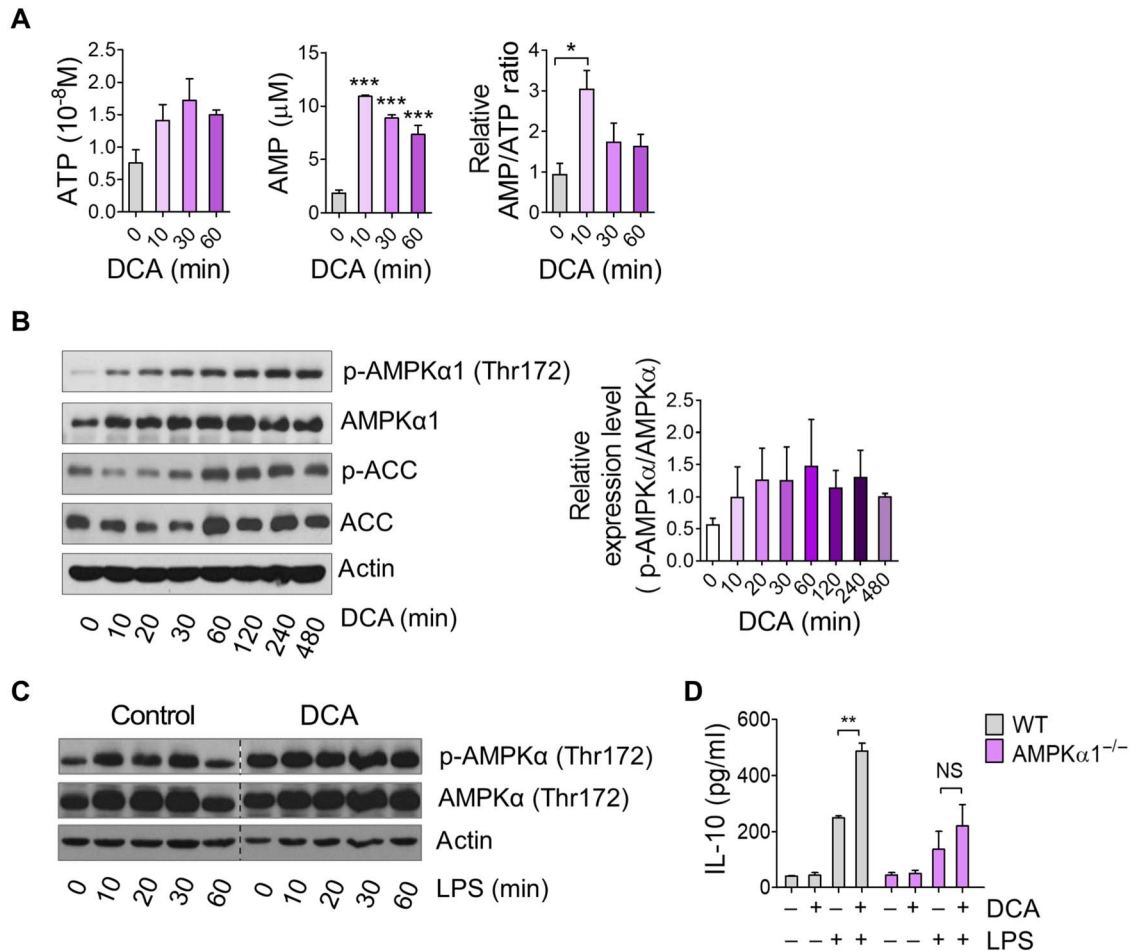 A
ATP (10⁻⁸M)
2.5
2.0
1.5
1.0
0.5
0.0
0 10 30 60
DCA (min)
AMP (μM)
15
10
5
0
***
***
***
0 10 30 60
DCA (min)
Relative
AMP/ATP ratio
4
3
2
1
0
*
0 10 30 60
DCA (min)
B
p-AMPKα1 (Thr172)
AMPKα1
p-ACC
ACC
Actin
0 10 20 30 60 120 240 480
DCA (min)
Relative
expression level
( p-AMPKα/AMPKα)
2.5
2.0
1.5
1.0
0.5
0.0
0 10 20 30 60 120 240 480
DCA (min)
C
Control DCA
p-AMPKα (Thr172)
AMPKα (Thr172)
Actin
0 10 20 30 60 0 10 20 30 60
LPS (min)
D
IL-10 (pg/ml)
600
400
200
0
**
NS
WT
AMPKα1⁻/⁻
– + – + – + – + DCA
– – + + – – + + LPS